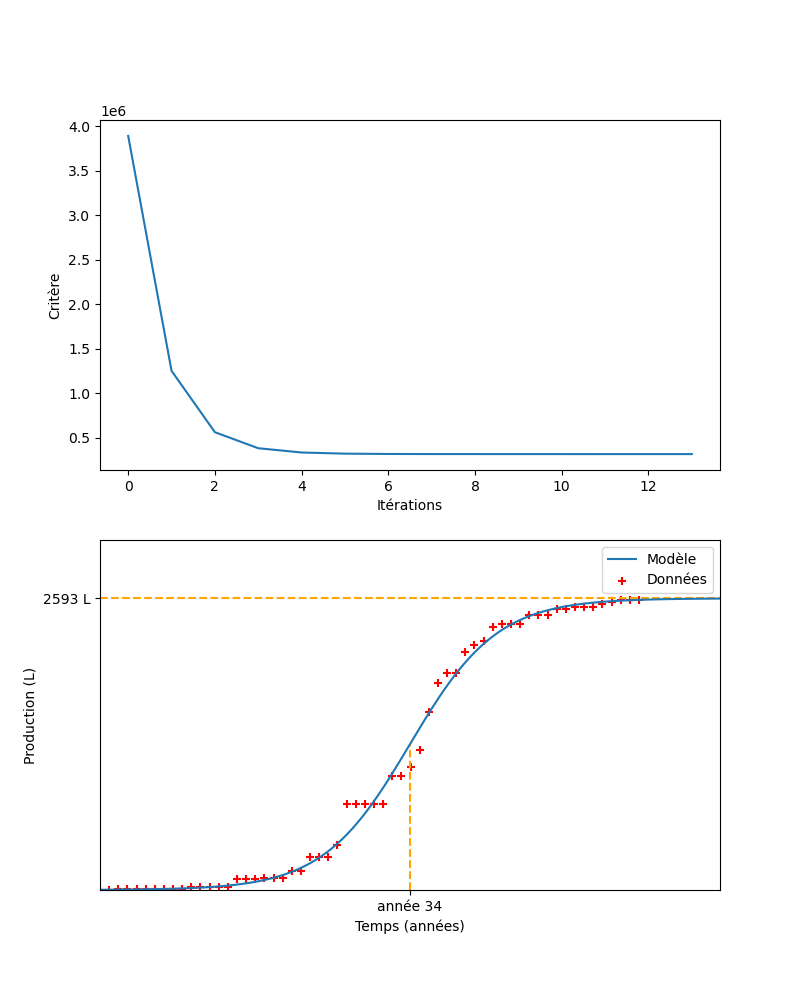 1e6
4.0
3.5
3.0
2.5
2.0
1.5
1.0
0.5
Critère
0 2 4 6 8 10 12
Itérations
Modèle
Données
2593 L
Production (L)
année 34
Temps (années)